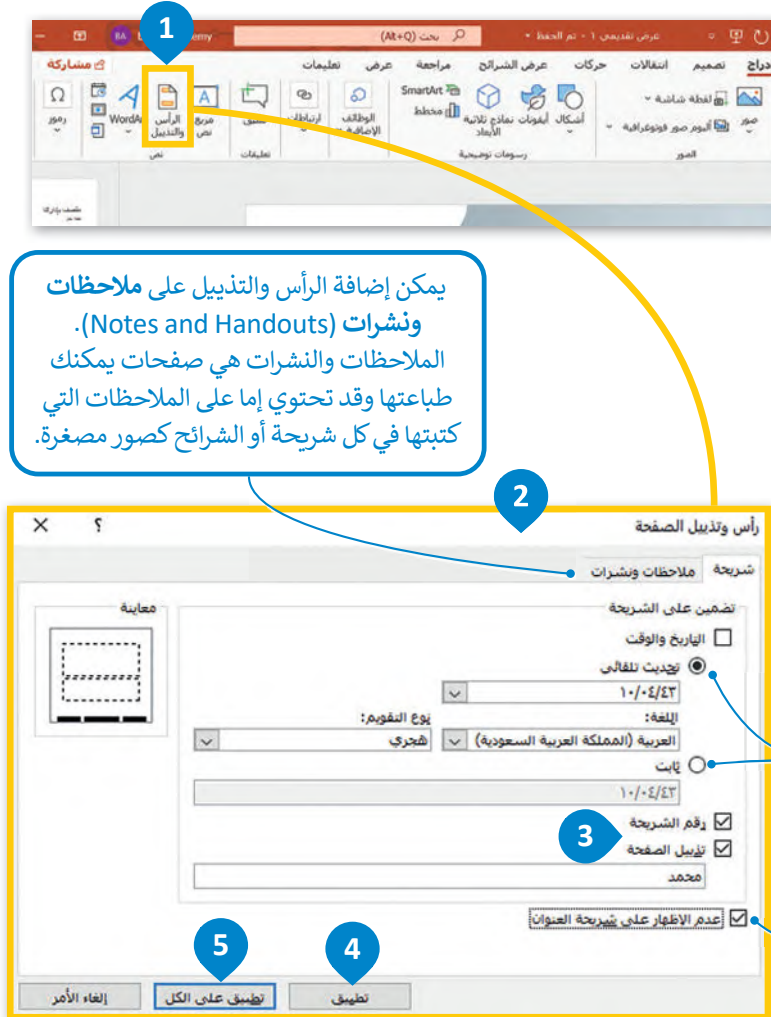 1
عرض تقديمي ١ - تم الحفظ
بحث (Alt+Q)
BA
emy
دراج
تصميم
انتقالات
حركات
عرض الشرائح
مراجعة
عرض
تعليمات
مشاركة
صور
لقطة شاشة
ألبوم صور فوتوغرافية
الصور
أشكال
أيقونات
نماذج ثلاثية الأبعاد
SmartArt
مخطط
رسومات توضيحية
الوظائف الإضافية
ارتباطات
تعليق
تعليقات
مربع نص
الرأس والتذييل
WordA
نص
رموز
يمكن إضافة الرأس والتذييل على ملاحظات
ونشرات (Notes and Handouts).
الملاحظات والنشرات هي صفحات يمكنك
طباعتها وقد تحتوي إما على الملاحظات التي
كتبتها في كل شريحة أو الشرائح كصور مصغرة.
2
رأس وتذييل الصفحة
؟
شريحة
ملاحظات ونشرات
تضمين على الشريحة
معاينة
التاريخ والوقت
تحديث تلقائي
١٠/٠٤/٤٣
اللغة:
نوع التقويم:
العربية (المملكة العربية السعودية)
هجري
ثابت
١٠/٠٤/٤٣
رقم الشريحة
3
تذييل الصفحة
محمد
عدم الاظهار على شريحة العنوان
4
5
تطبيق
تطبيق على الكل
إلغاء الأمر